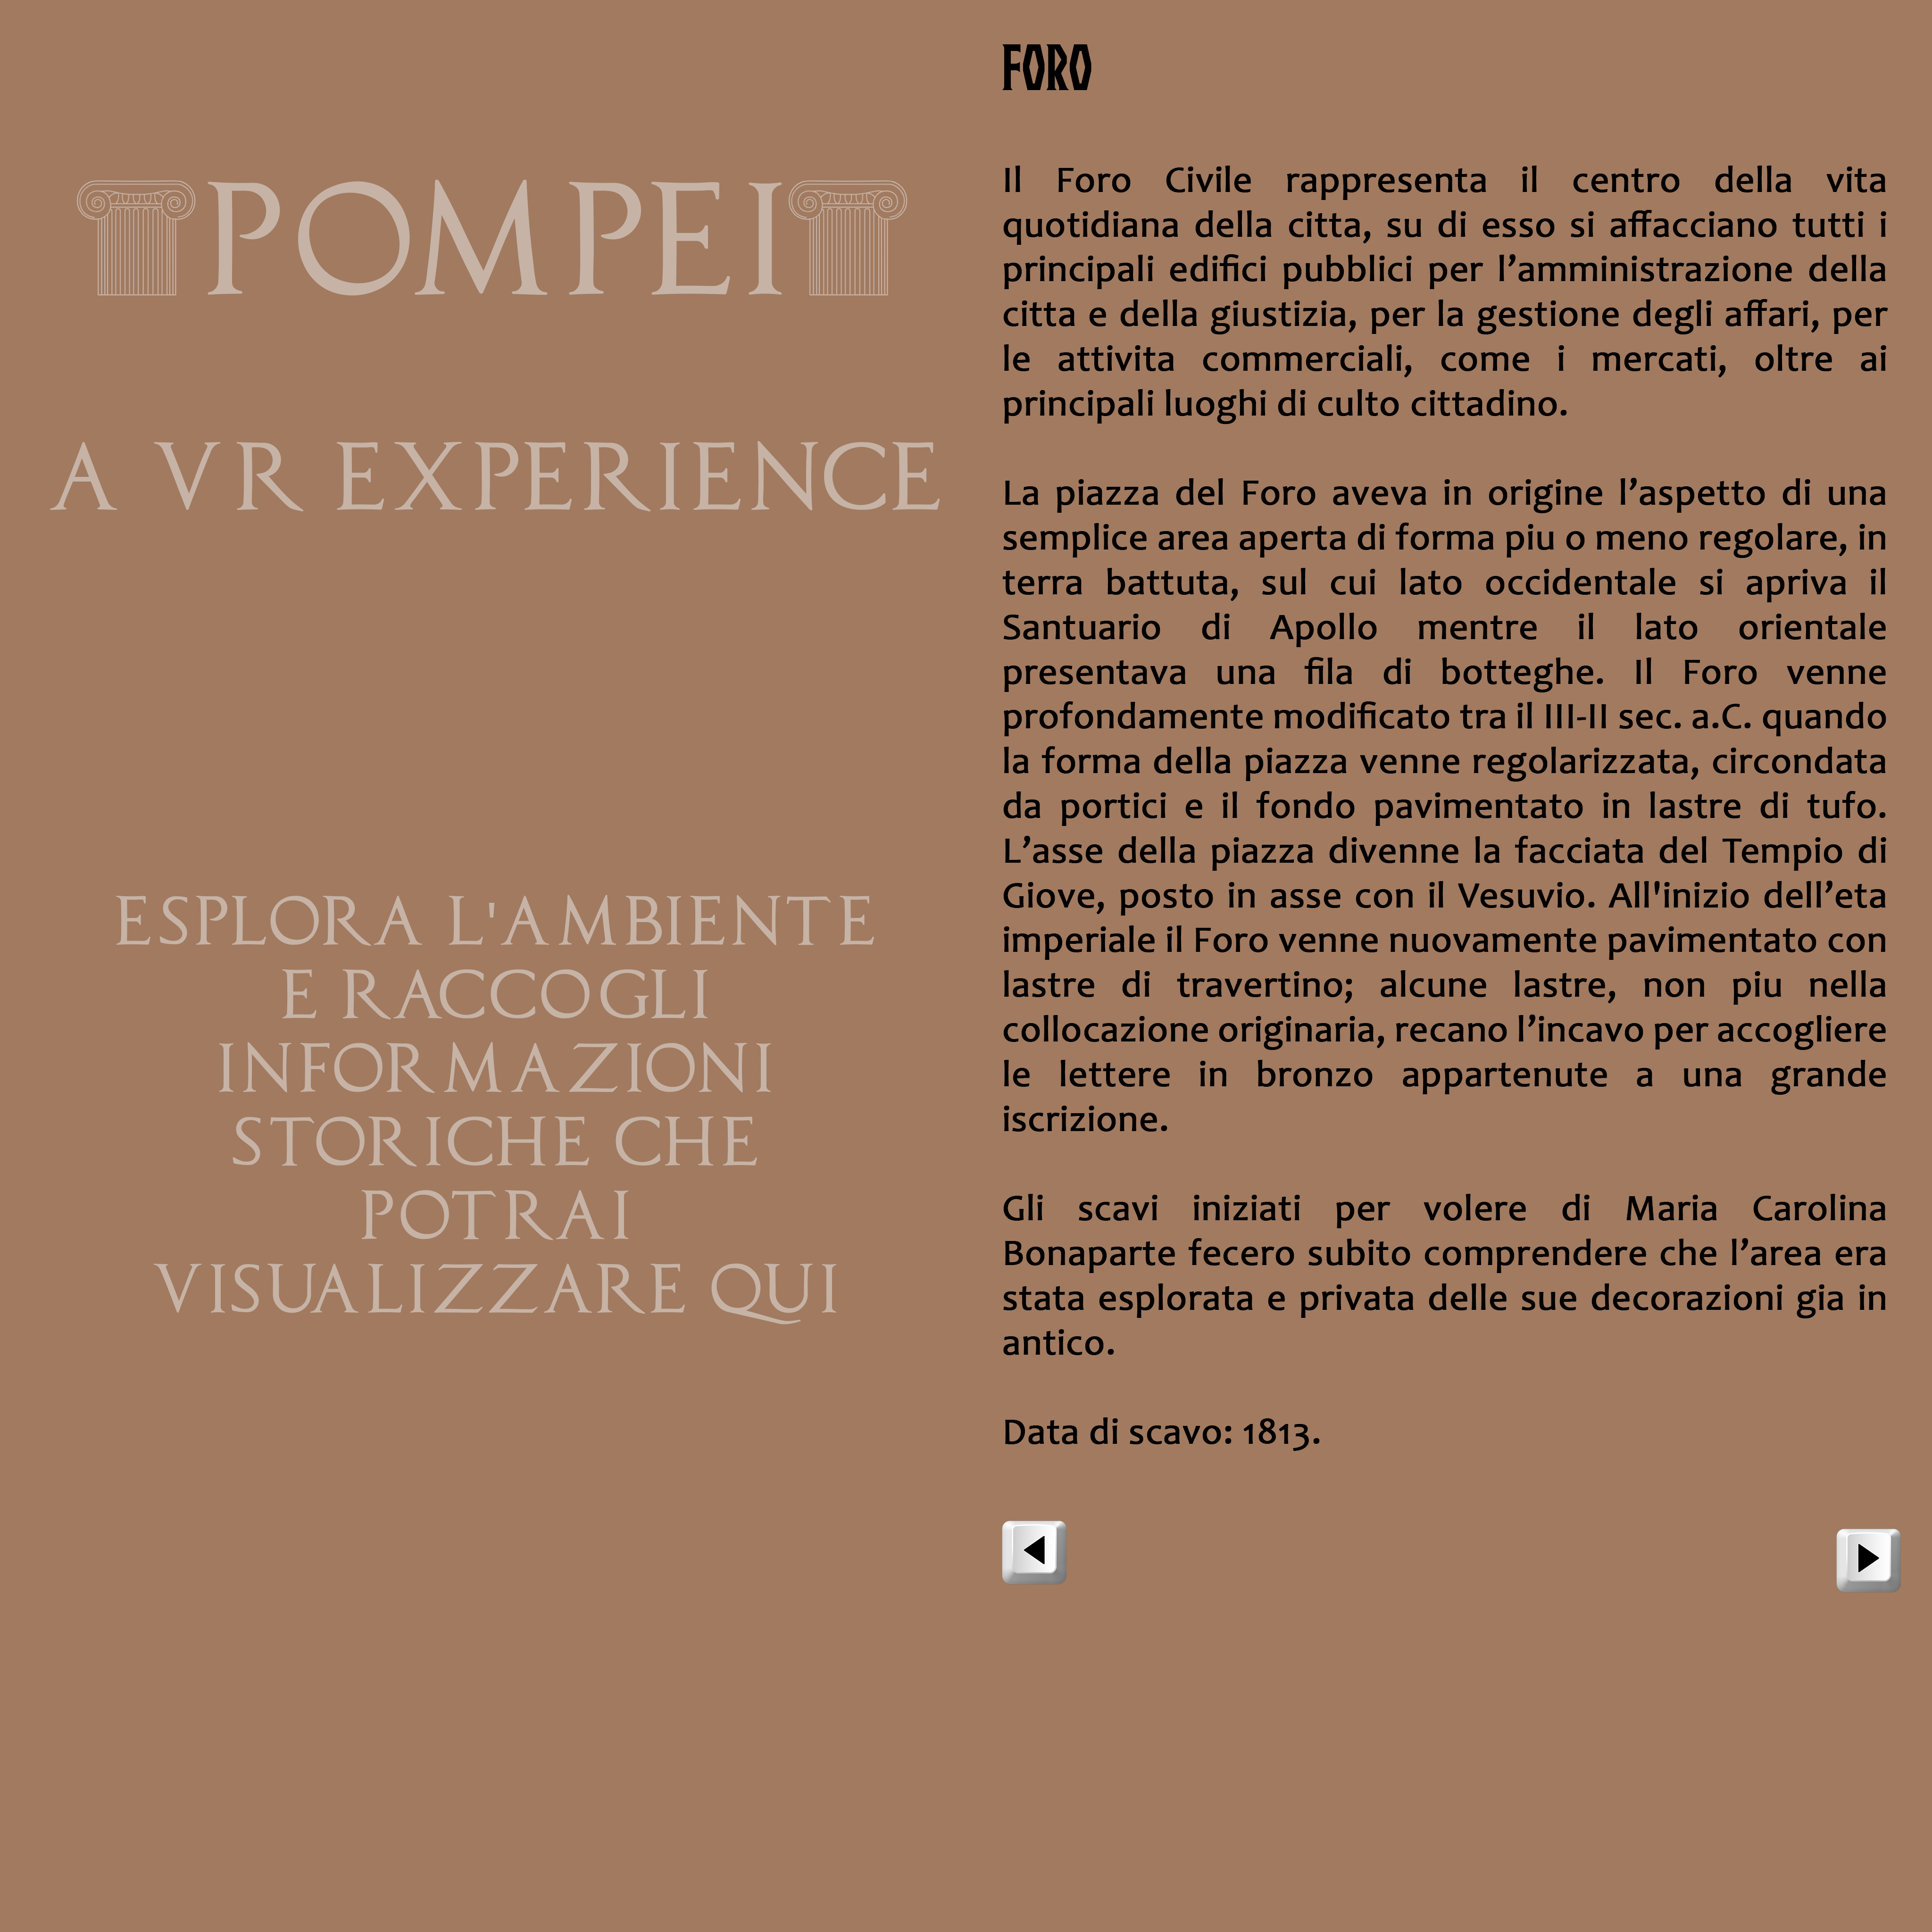 POMPEI
A VR EXPERIENCE
ESPLORA L'AMBIENTE
E RACCOGLI
INFORMAZIONI
STORICHE CHE
POTRAI
VISUALIZZARE QUI
FORO
Il Foro Civile rappresenta il centro della vita
quotidiana della citta, su di esso si affacciano tutti i
principali edifici pubblici per l’amministrazione della
citta e della giustizia, per la gestione degli affari, per
le attivita commerciali, come i mercati, oltre ai
principali luoghi di culto cittadino.
La piazza del Foro aveva in origine l’aspetto di una
semplice area aperta di forma piu o meno regolare, in
terra battuta, sul cui lato occidentale si apriva il
Santuario di Apollo mentre il lato orientale
presentava una fila di botteghe. Il Foro venne
profondamente modificato tra il III-II sec. a.C. quando
la forma della piazza venne regolarizzata, circondata
da portici e il fondo pavimentato in lastre di tufo.
L’asse della piazza divenne la facciata del Tempio di
Giove, posto in asse con il Vesuvio. All'inizio dell’eta
imperiale il Foro venne nuovamente pavimentato con
lastre di travertino; alcune lastre, non piu nella
collocazione originaria, recano l’incavo per accogliere
le lettere in bronzo appartenute a una grande
iscrizione.
Gli scavi iniziati per volere di Maria Carolina
Bonaparte fecero subito comprendere che l’area era
stata esplorata e privata delle sue decorazioni gia in
antico.
Data di scavo: 1813.